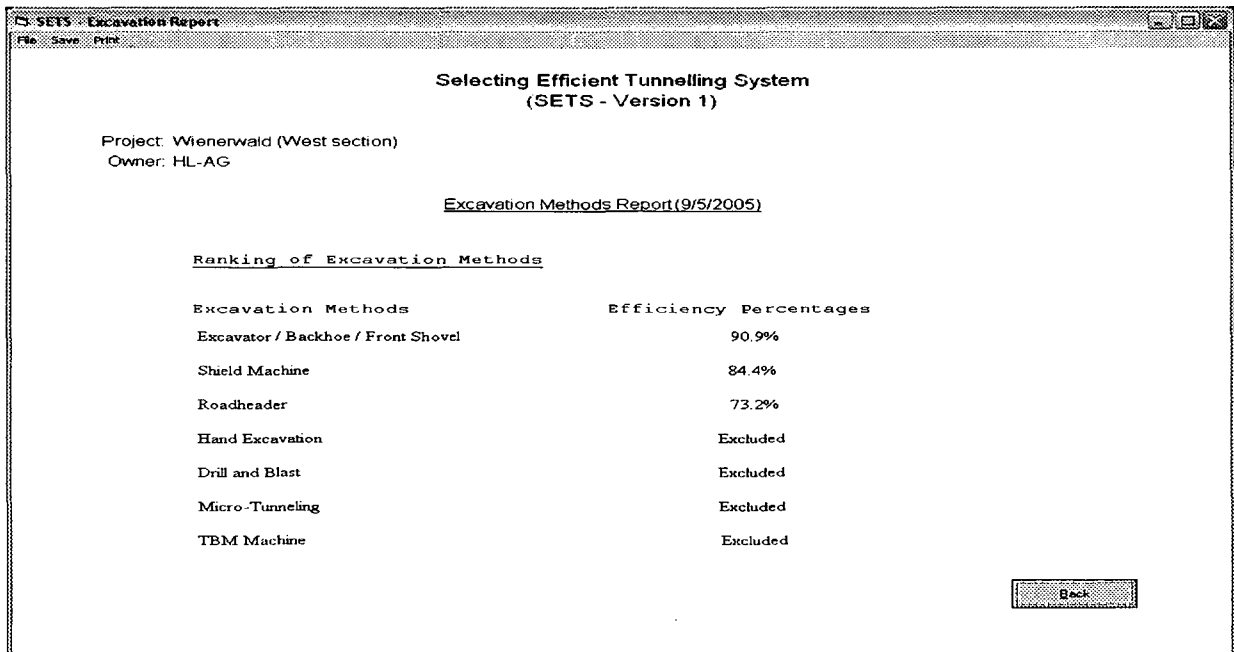 SETS - Excavation Report
File Save Print
Selecting Efficient Tunnelling System
(SETS - Version 1)
Project: Wienerwald (West section)
Owner: HL-AG
Excavation Methods Report(9/5/2005)
Ranking of Excavation Methods
Excavation Methods Efficiency Percentages
Excavator / Backhoe / Front Shovel 90.9%
Shield Machine 84.4%
Roadheader 73.2%
Hand Excavation Excluded
Drill and Blast Excluded
Micro-Tunneling Excluded
TBM Machine Excluded
Back